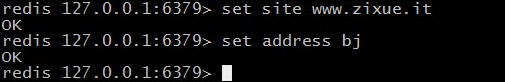 redis 127.0.0.1:6379> set site www.zixue.it
OK
redis 127.0.0.1:6379> set address bj
OK
redis 127.0.0.1:6379>